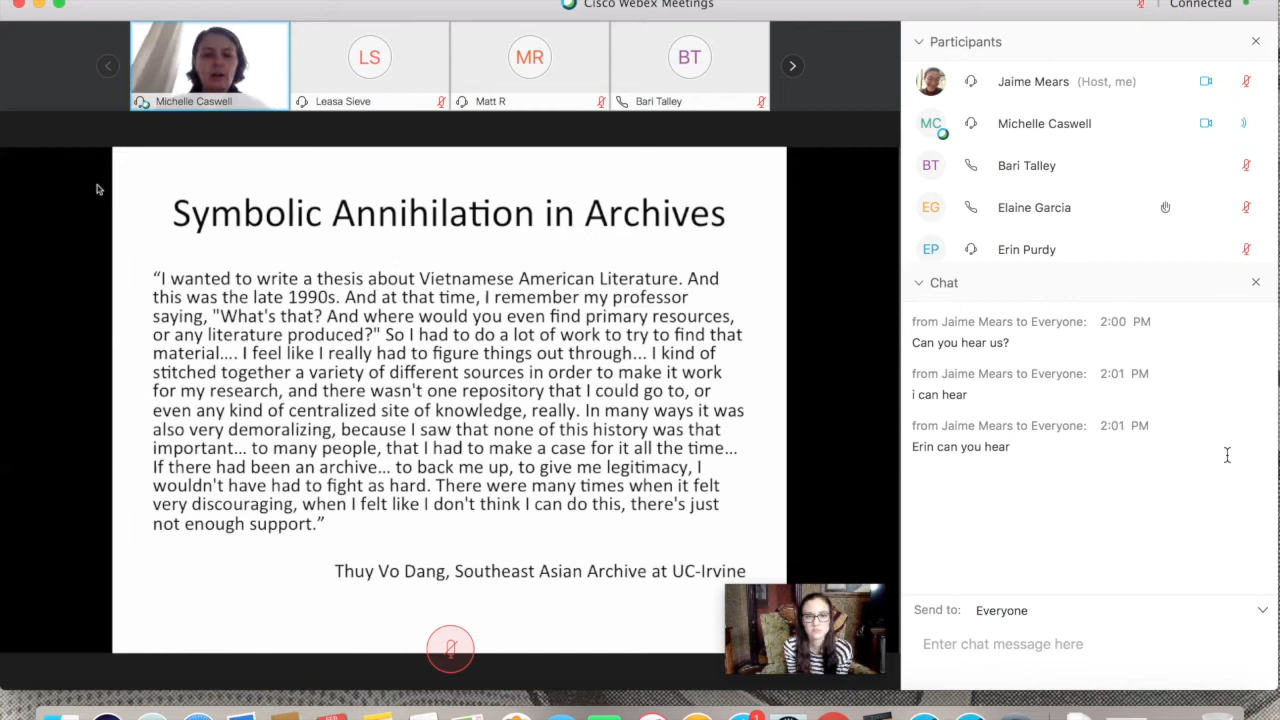 Cisco Webex Meetings
Connected
LS
MR
BT
Michelle Caswell
Leasa Sieve
Matt R
Bari Talley
Symbolic Annihilation in Archives
“I wanted to write a thesis about Vietnamese American Literature. And
this was the late 1990s. And at that time, I remember my professor
saying, "What's that? And where would you even find primary resources,
or any literature produced?" So I had to do a lot of work to try to find that
material…. I feel like I really had to figure things out through… I kind of
stitched together a variety of different sources in order to make it work
for my research, and there wasn't one repository that I could go to, or
even any kind of centralized site of knowledge, really. In many ways it was
also very demoralizing, because I saw that none of this history was that
important… to many people, that I had to make a case for it all the time…
If there had been an archive… to back me up, to give me legitimacy, I
wouldn't have had to fight as hard. There were many times when it felt
very discouraging, when I felt like I don't think I can do this, there's just
not enough support.”
Thuy Vo Dang, Southeast Asian Archive at UC-Irvine
Participants
Jaime Mears (Host, me)
MC Michelle Caswell
BT Bari Talley
EG Elaine Garcia
EP Erin Purdy
Chat
from Jaime Mears to Everyone: 2:00 PM
Can you hear us?
from Jaime Mears to Everyone: 2:01 PM
i can hear
from Jaime Mears to Everyone: 2:01 PM
Erin can you hear
Send to: Everyone
Enter chat message here